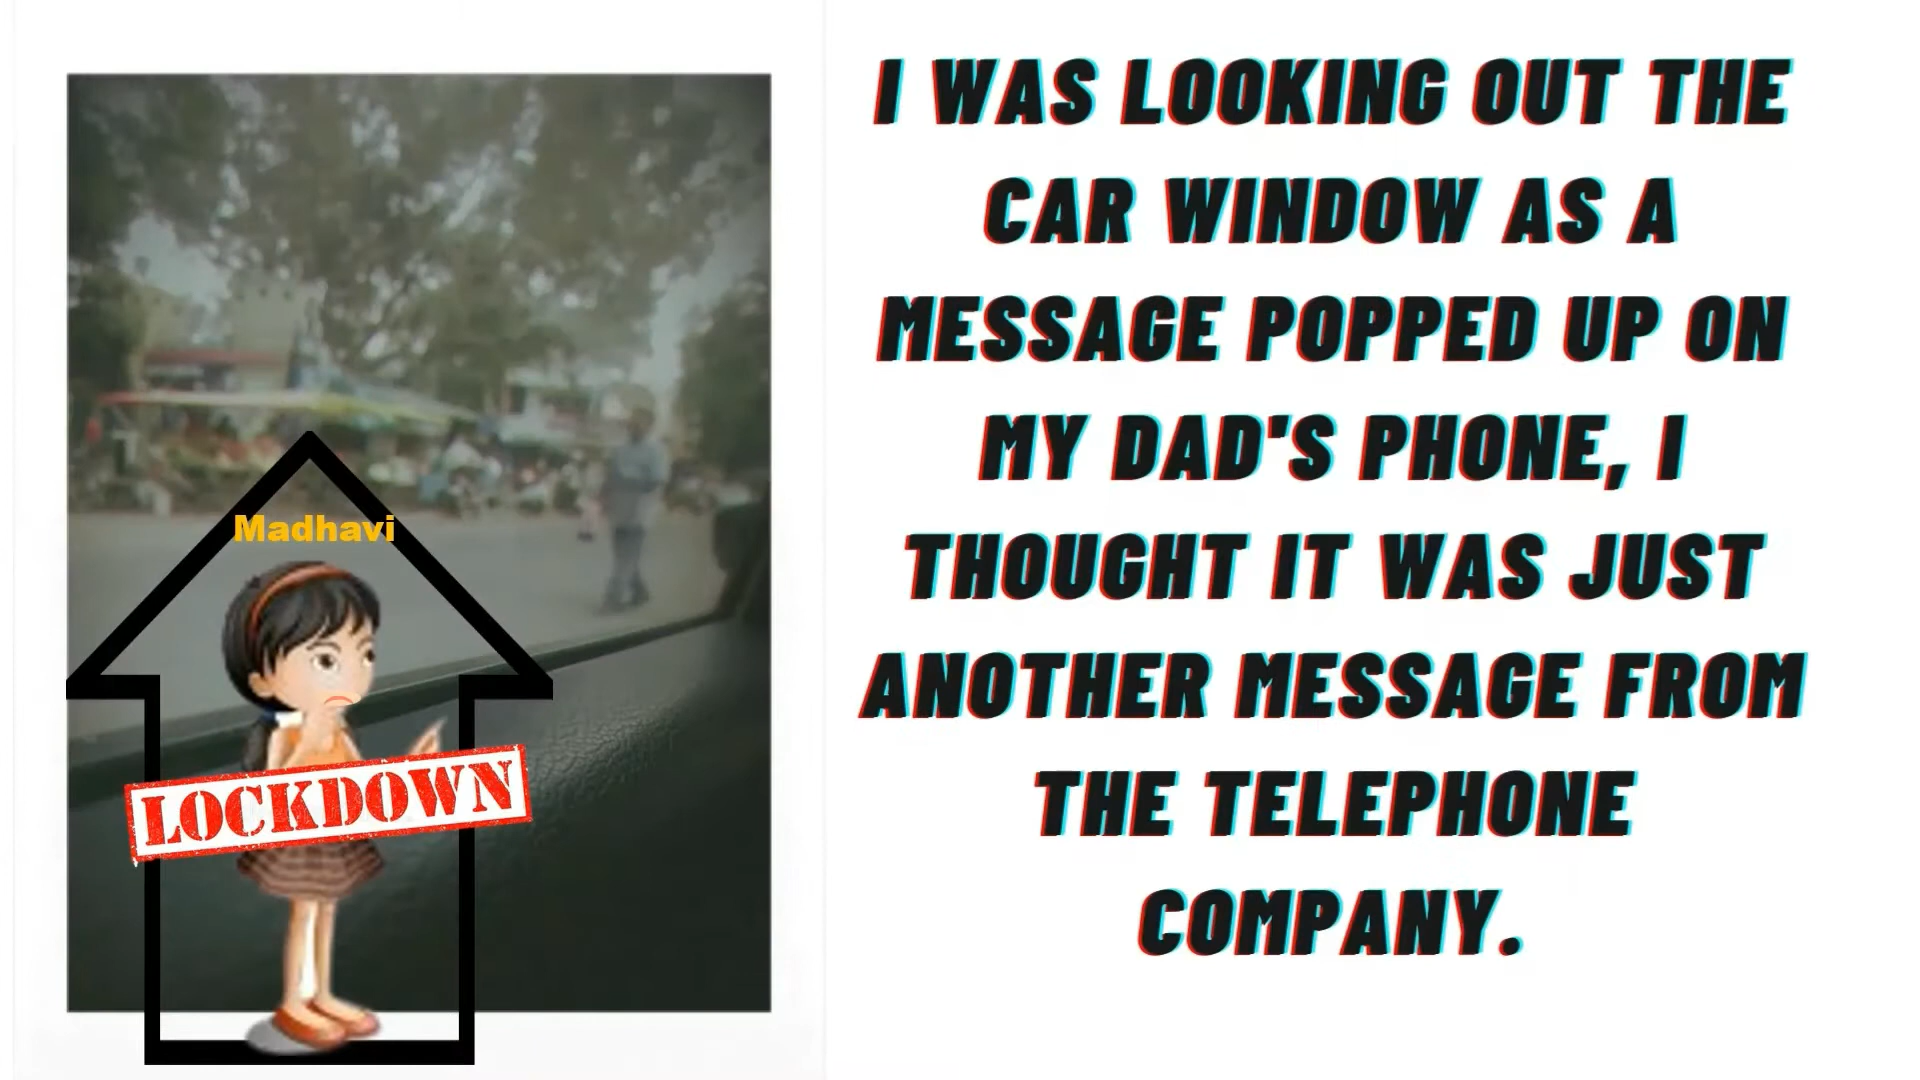 Madhavi
LOCKDOWN
I WAS LOOKING OUT THE
CAR WINDOW AS A
MESSAGE POPPED UP ON
MY DAD'S PHONE, I
THOUGHT IT WAS JUST
ANOTHER MESSAGE FROM
THE TELEPHONE
COMPANY.